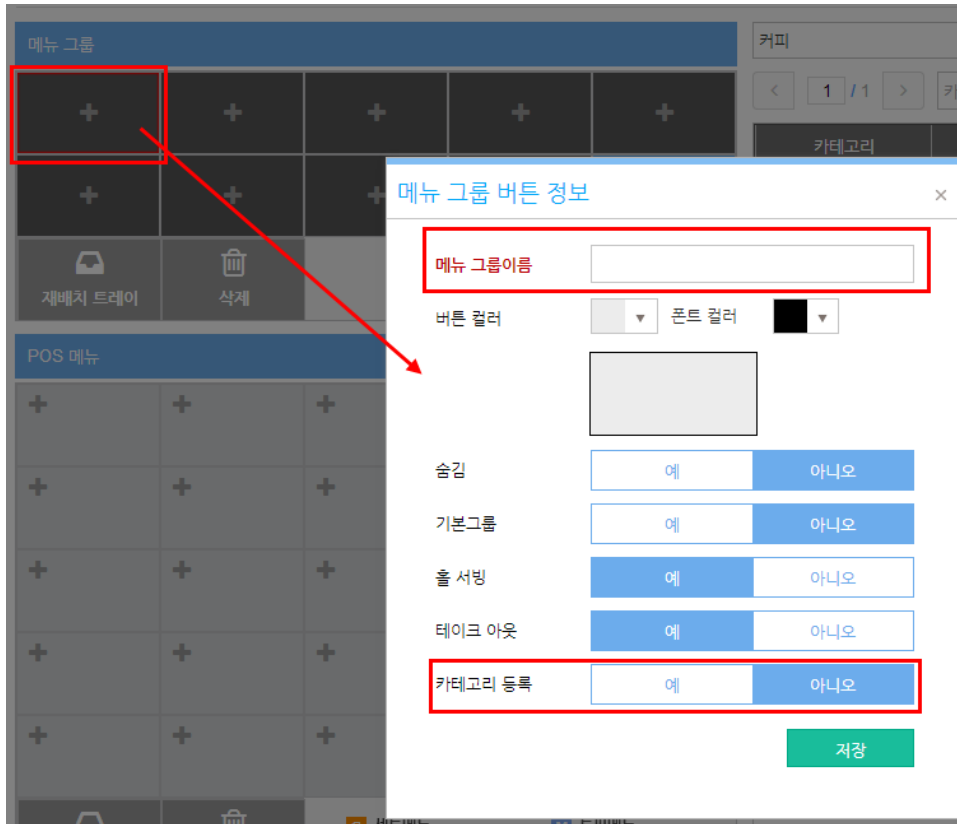 메뉴 그룹
커피
1 / 1
카테고리
메뉴 그룹 버튼 정보
×
메뉴 그룹이름
재배치 트레이
삭제
버튼 컬러
폰트 컬러
POS 메뉴
숨김
예
아니오
기본그룹
예
아니오
홀 서빙
예
아니오
테이크 아웃
예
아니오
카테고리 등록
예
아니오
저장